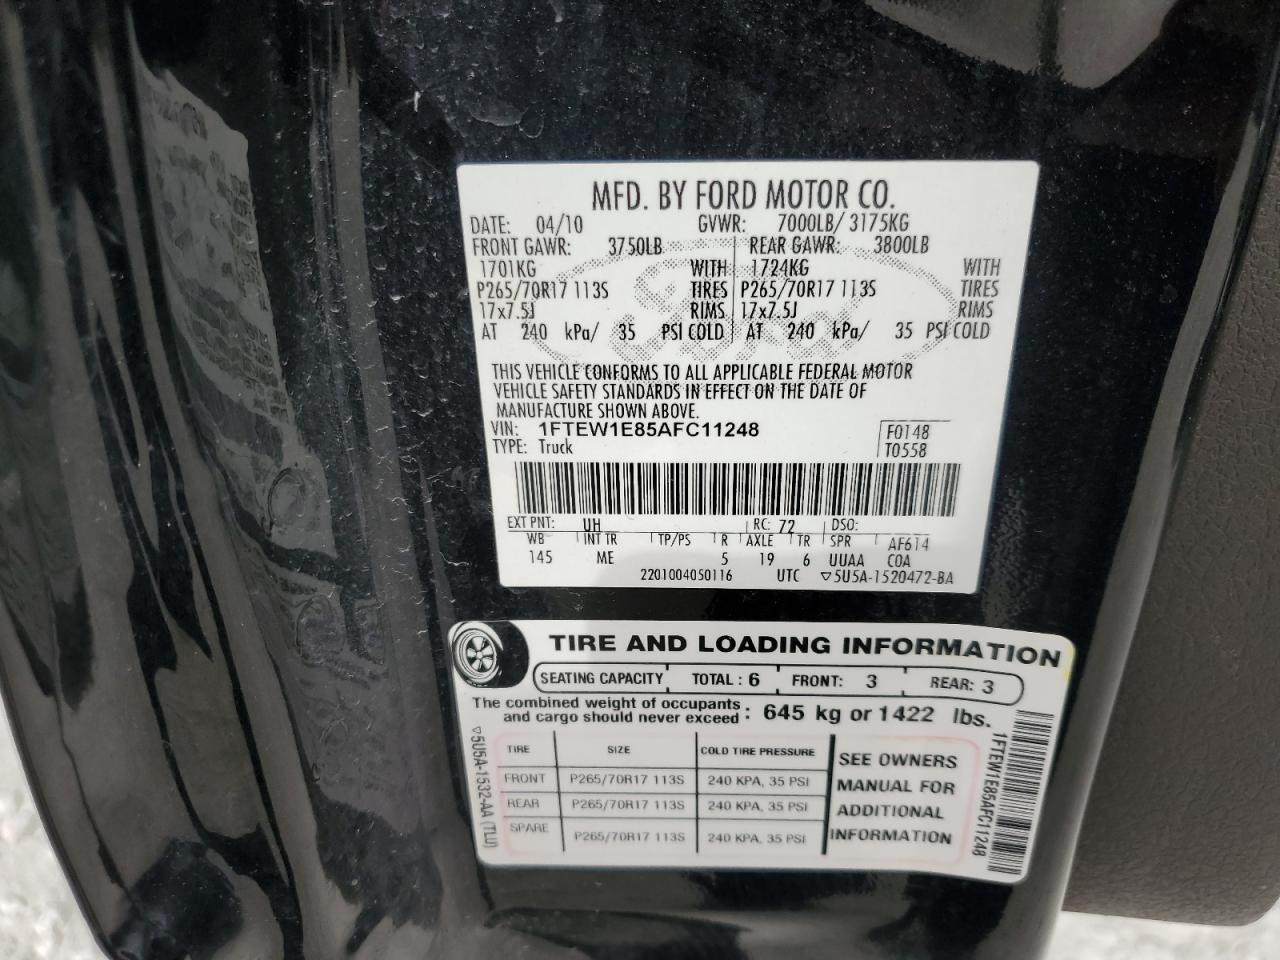 MFD. BY FORD MOTOR CO.
DATE: 04/10 GVWR: 7000LB/ 3175KG
FRONT GAWR: 3750LB REAR GAWR: 3800LB
1701KG WITH 1724KG WITH
P265/70R17 113S TIRES P265/70R17 113S TIRES
17x7.5J RIMS 17x7.5J RIMS
AT 240 kPa/ 35 PSI COLD AT 240 kPa/ 35 PSI COLD
THIS VEHICLE CONFORMS TO ALL APPLICABLE FEDERAL MOTOR
VEHICLE SAFETY STANDARDS IN EFFECT ON THE DATE OF
MANUFACTURE SHOWN ABOVE.
VIN: 1FTEW1E85AFC11248 F0148
TYPE: Truck T0558
EXT PNT: UH RC: 72 DSO:
WB INT TR TP/PS R AXLE TR SPR AF614
145 ME 5 19 6 UUAA C0A
2201004050116 UTC ▽5U5A-1520472-BA
TIRE AND LOADING INFORMATION
SEATING CAPACITY TOTAL : 6 FRONT: 3 REAR: 3
The combined weight of occupants
and cargo should never exceed : 645 kg or 1422 lbs.
TIRE SIZE COLD TIRE PRESSURE
FRONT P265/70R17 113S 240 KPA, 35 PSI
REAR P265/70R17 113S 240 KPA, 35 PSI
SPARE P265/70R17 113S 240 KPA, 35 PSI
SEE OWNERS
MANUAL FOR
ADDITIONAL
INFORMATION
▽5U5A-1532-AA (TLU)
1FTEW1E85AFC11248